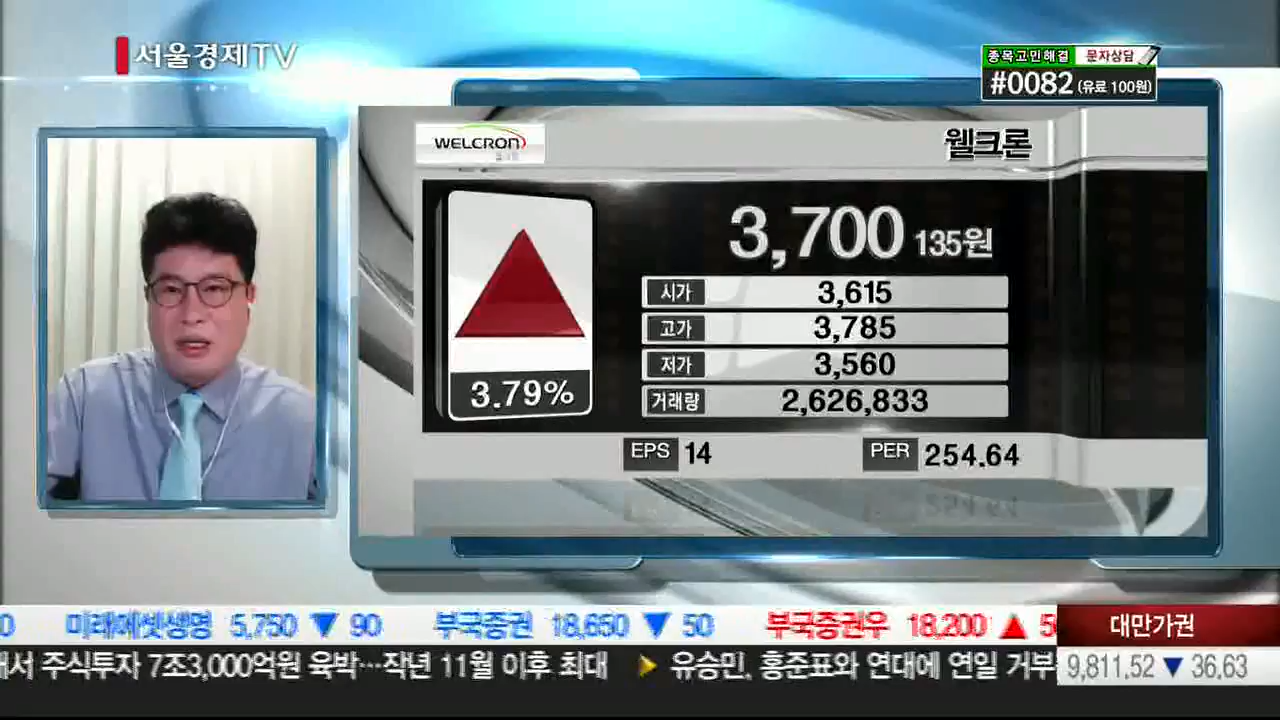 서울경제TV
종목고민해결 문자상담
#0082 (유료 100원)
WELCRON
웰크론
3,700 135원
시가 3,615
고가 3,785
저가 3,560
거래량 2,626,833
3.79%
EPS 14
PER 254.64
0 미래에셋생명 5,750 ▼ 90 부국증권 18,650 ▼ 50 부국증권우 18,200 ▲ 5
대만가권
서 주식투자 7조3,000억원 육박…작년 11월 이후 최대 ▶ 유승민, 홍준표와 연대에 연일 거부
9,811,52 ▼ 36,63